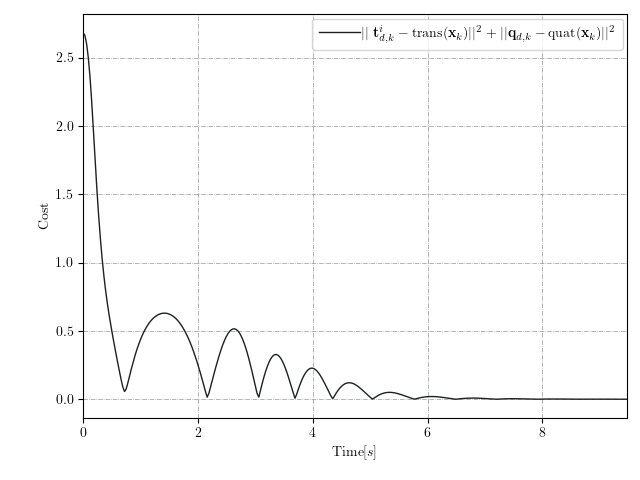 || t^i_{d,k} − trans(x_k)||^2 + ||q_{d,k} − quat(x_k)||^2
2.5
2.0
1.5
1.0
0.5
0.0
Cost
0 2 4 6 8
Time[s]